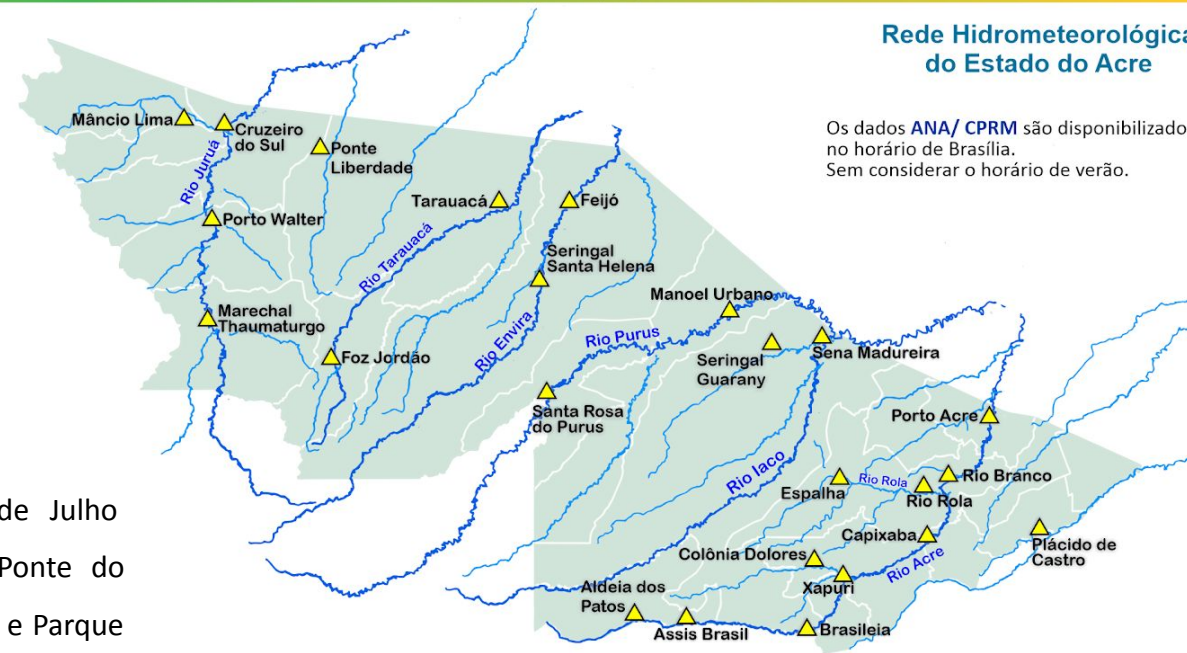 Rede Hidrometeorológica
do Estado do Acre
Os dados ANA/ CPRM são disponibilizado
no horário de Brasília.
Sem considerar o horário de verão.
Mâncio Lima
Cruzeiro
do Sul
Ponte
Liberdade
Rio Juruá
Porto Walter
Tarauacá
Feijó
Rio Tarauacá
Seringal
Santa Helena
Marechal
Thaumaturgo
Foz Jordão
Rio Envira
Manoel Urbano
Rio Purus
Seringal
Guarany
Sena Madureira
Santa Rosa
do Purus
Porto Acre
Rio Iaco
Espalha
Rio Rola
Rio Rola
Rio Branco
Capixaba
Plácido de
Castro
Colônia Dolores
Rio Acre
Xapuri
Aldeia dos
Patos
Assis Brasil
Brasileia
de Julho
Ponte do
e Parque